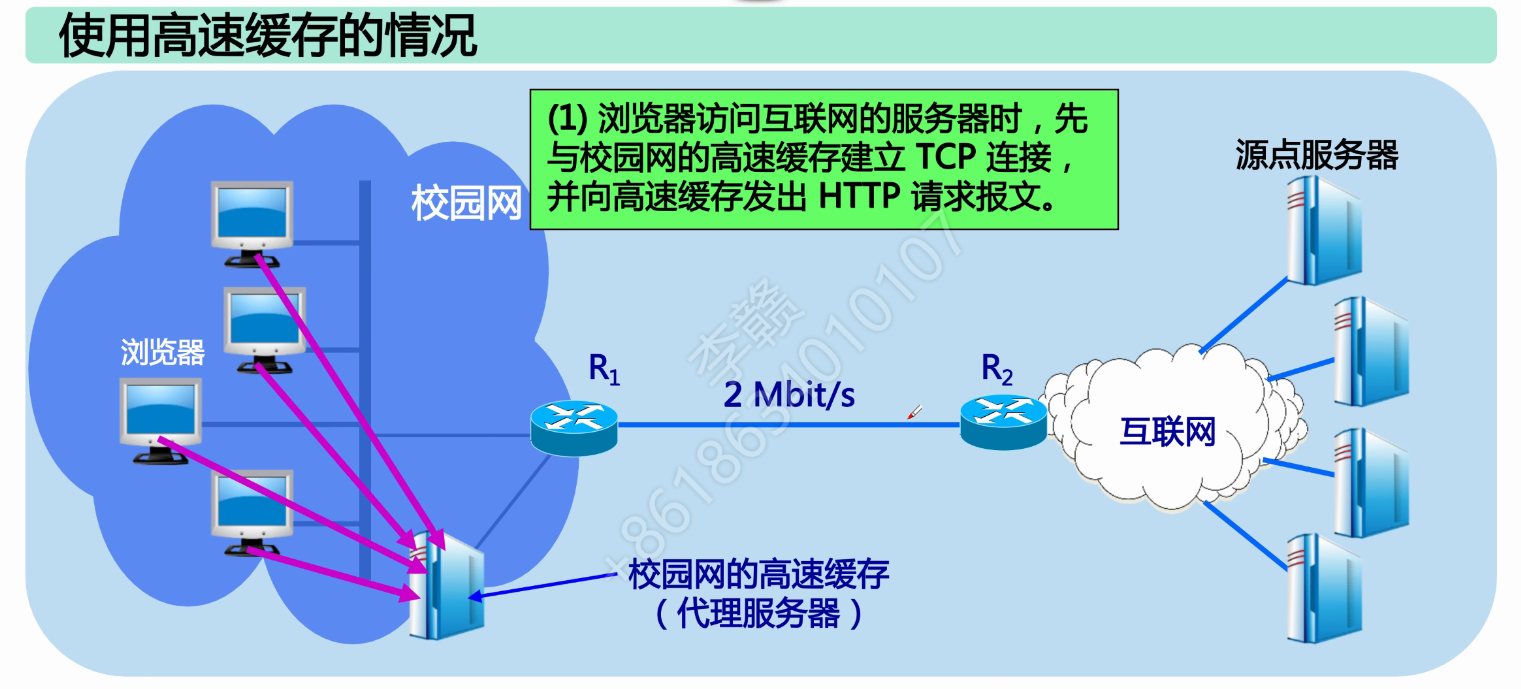 使用高速缓存的情况
(1) 浏览器访问互联网的服务器时，先
与校园网的高速缓存建立 TCP 连接，
并向高速缓存发出 HTTP 请求报文。
校园网
源点服务器
浏览器
R1
2 Mbit/s
R2
互联网
校园网的高速缓存
（代理服务器）
李赣
+8618634010107